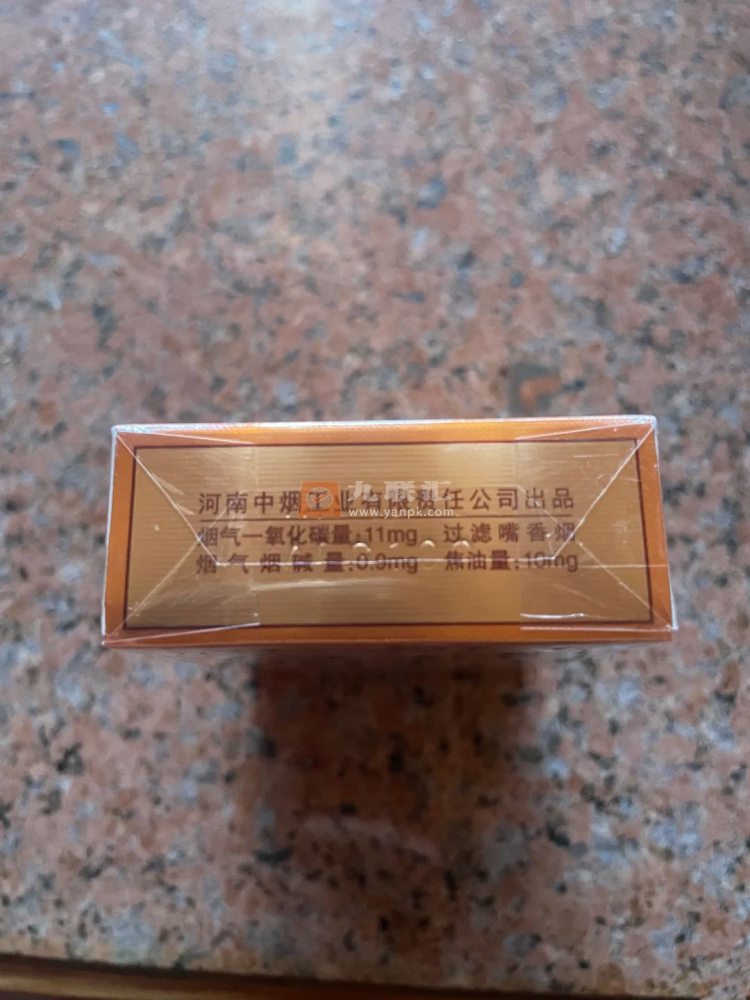 九联汇
www.yanpk.com
河南中烟工业有限责任公司出品
烟气一氧化碳量:11mg 过滤嘴香烟
烟气烟碱量:0.9mg 焦油量:10mg